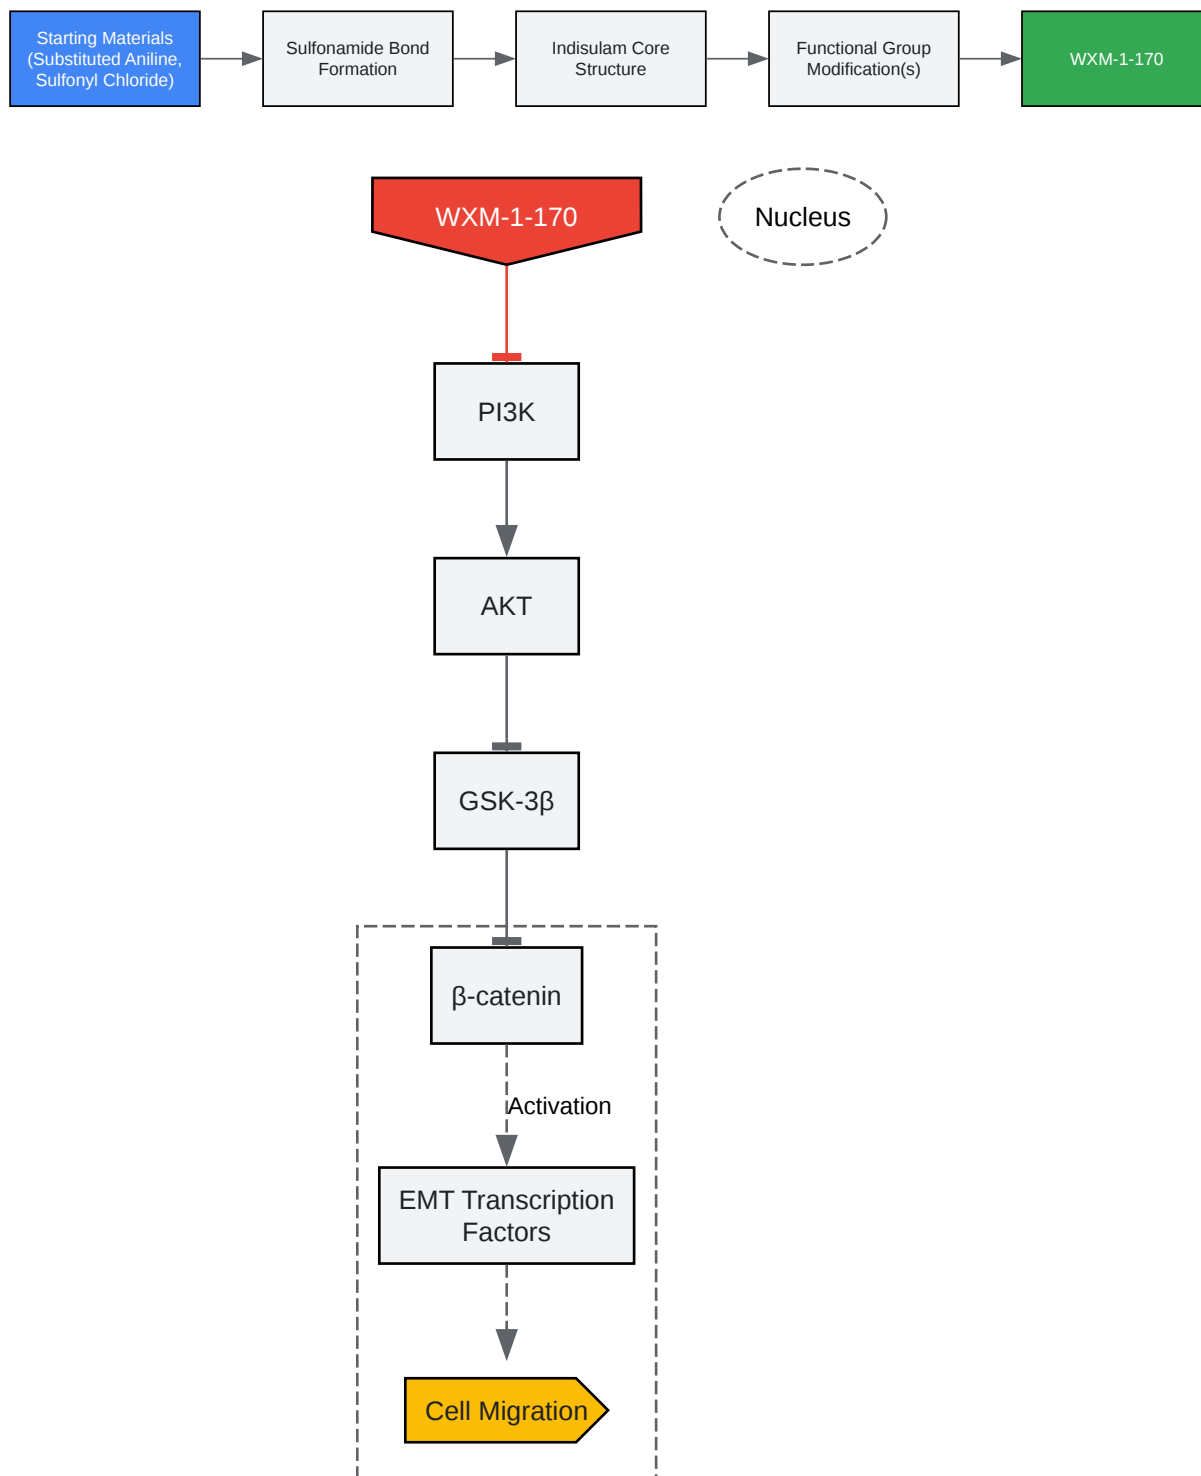 Starting Materials
(Substituted Aniline,
Sulfonyl Chloride)
Sulfonamide Bond
Formation
Indisulam Core
Structure
Functional Group
Modification(s)
WXM-1-170
WXM-1-170
Nucleus
PI3K
AKT
GSK-3β
β-catenin
Activation
EMT Transcription
Factors
Cell Migration